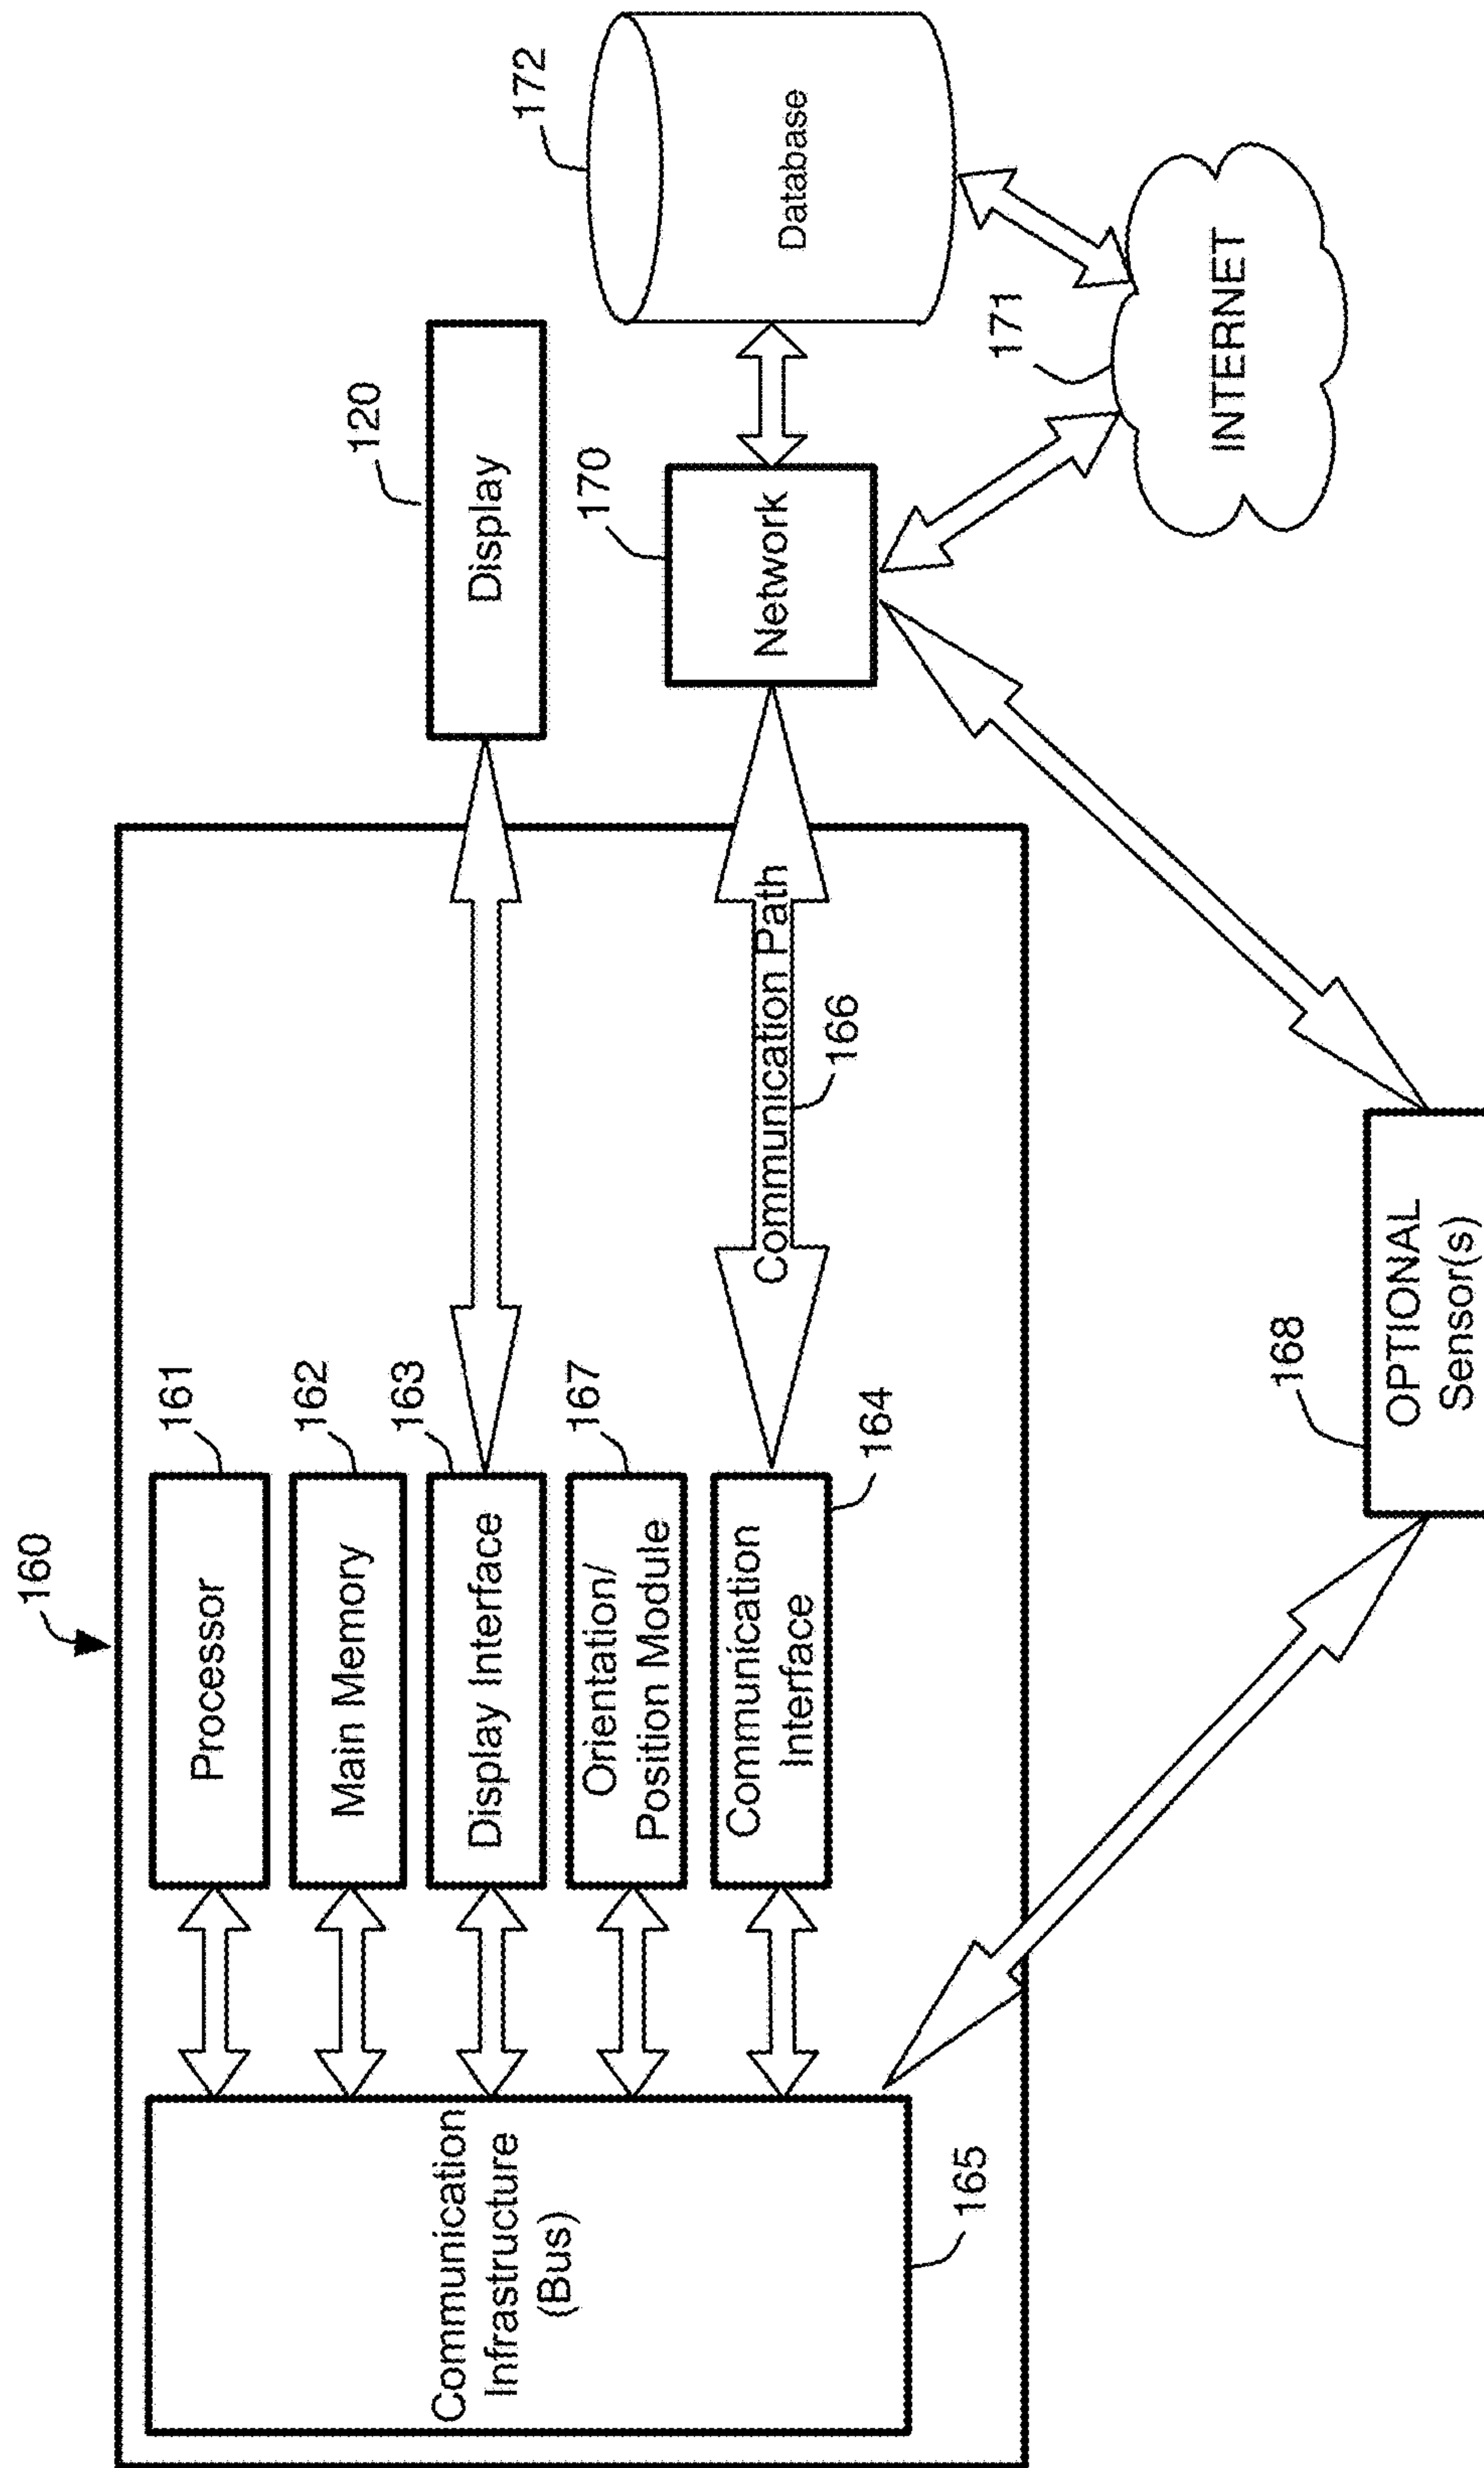 160
Communication
Infrastructure
(Bus)
165
Processor
161
Main Memory
162
Display Interface
163
Orientation/
Position Module
167
Communication
Interface
164
Communication Path
166
Display
120
Network
170
Database
172
171
INTERNET
OPTIONAL
Sensor(s)
168